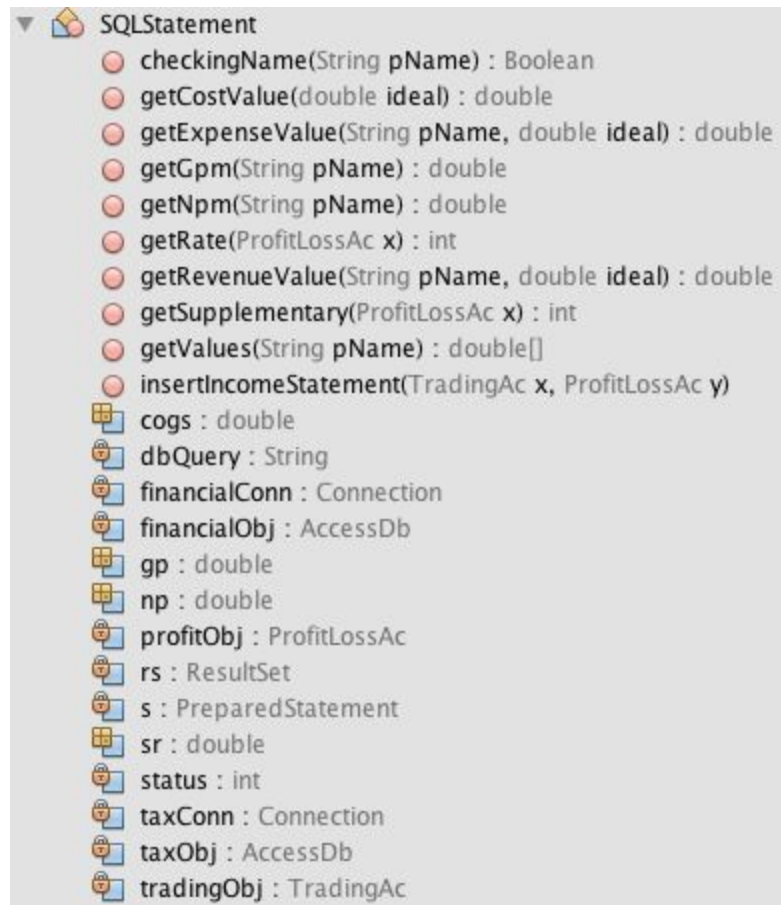 SQLStatement
checkingName(String pName) : Boolean
getCostValue(double ideal) : double
getExpenseValue(String pName, double ideal) : double
getGpm(String pName) : double
getNpm(String pName) : double
getRate(ProfitLossAc x) : int
getRevenueValue(String pName, double ideal) : double
getSupplementary(ProfitLossAc x) : int
getValues(String pName) : double[]
insertIncomeStatement(TradingAc x, ProfitLossAc y)
cogs : double
dbQuery : String
financialConn : Connection
financialObj : AccessDb
gp : double
np : double
profitObj : ProfitLossAc
rs : ResultSet
s : PreparedStatement
sr : double
status : int
taxConn : Connection
taxObj : AccessDb
tradingObj : TradingAc